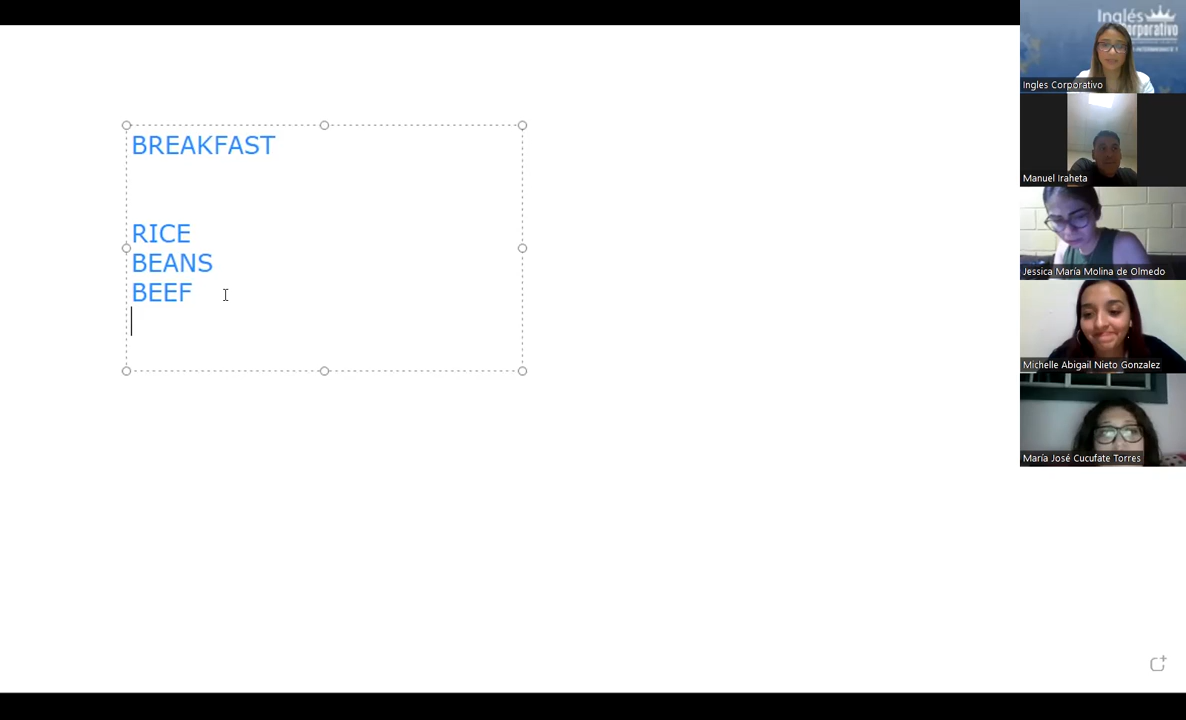 BREAKFAST
RICE
BEANS
BEEF
Inglés
Corporativo
Ingles Corporativo
Manuel Iraheta
Jessica María Molina de Olmedo
Michelle Abigail Nieto Gonzalez
María José Cucufate Torres